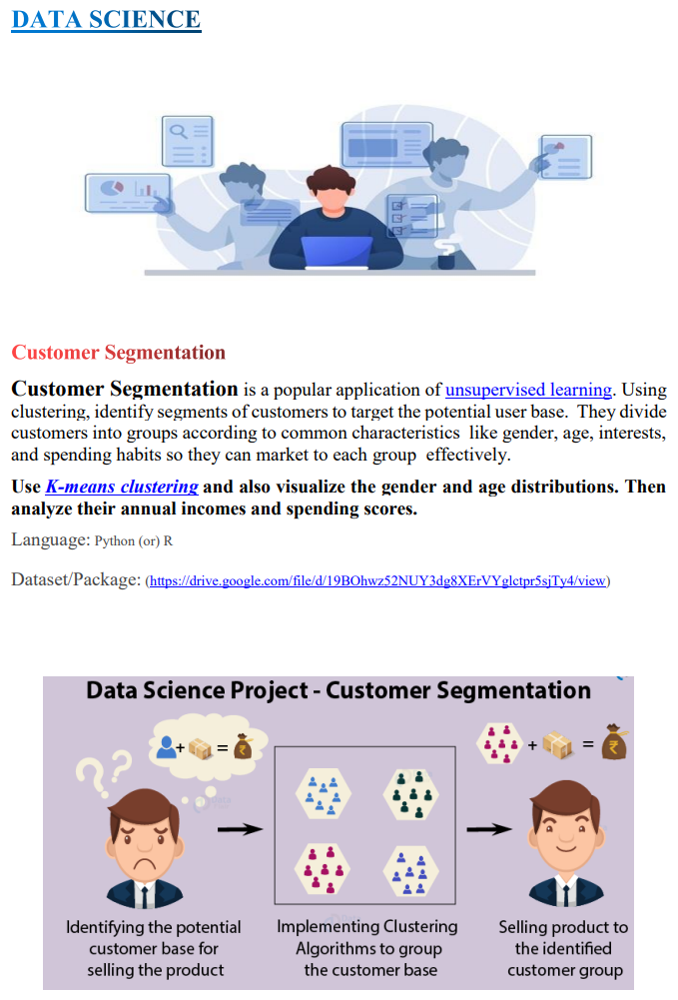 DATA SCIENCE
Customer Segmentation
Customer Segmentation is a popular application of unsupervised learning. Using
clustering, identify segments of customers to target the potential user base. They divide
customers into groups according to common characteristics like gender, age, interests,
and spending habits so they can market to each group effectively.
Use K-means clustering and also visualize the gender and age distributions. Then
analyze their annual incomes and spending scores.
Language: Python (or) R
Dataset/Package: (https://drive.google.com/file/d/19BOhwz52NUY3dg8XErVYglctpr5sjTy4/view)
Data Science Project - Customer Segmentation
+ = ₹
+ = ₹
? ?
Identifying the potential
customer base for
selling the product
Implementing Clustering
Algorithms to group
the customer base
Selling product to
the identified
customer group